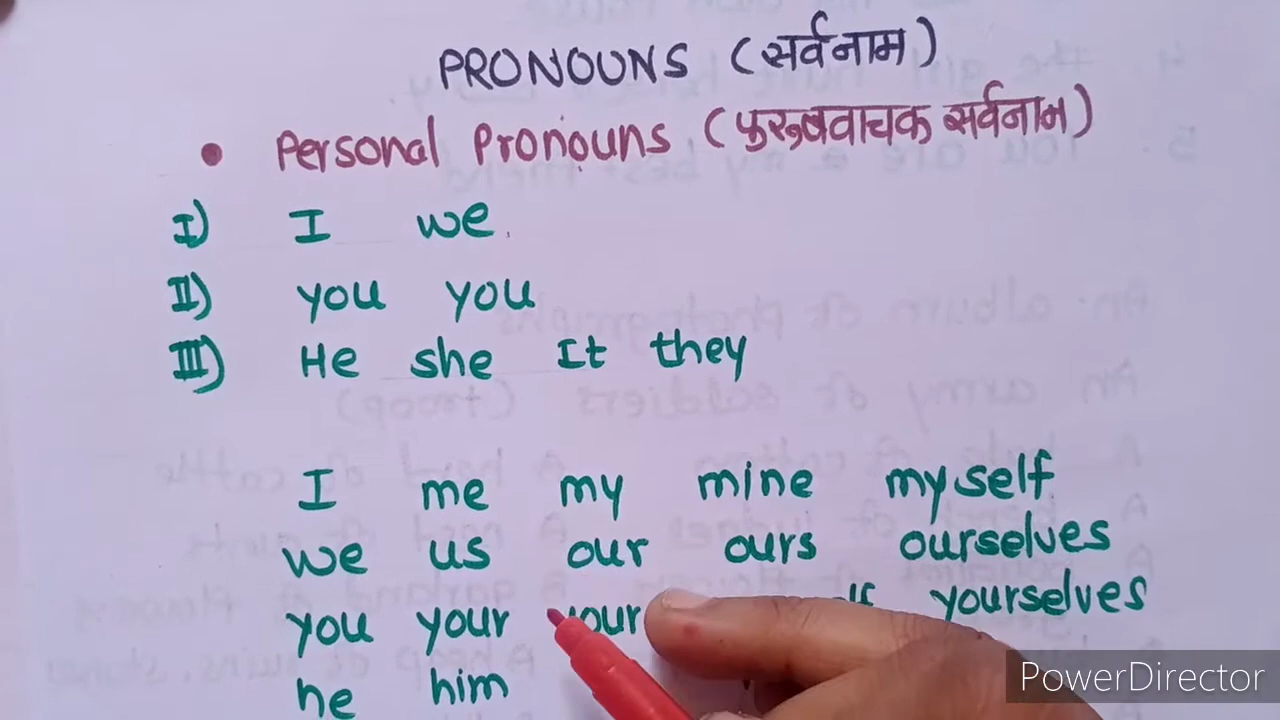 PRONOUNS (सर्वनाम)
• Personal Pronouns (पुरुषवाचक सर्वनाम)
I) I we
II) you you
III) He she It they
I me my mine myself
we us our ours ourselves
you your yourselves
he him
PowerDirector